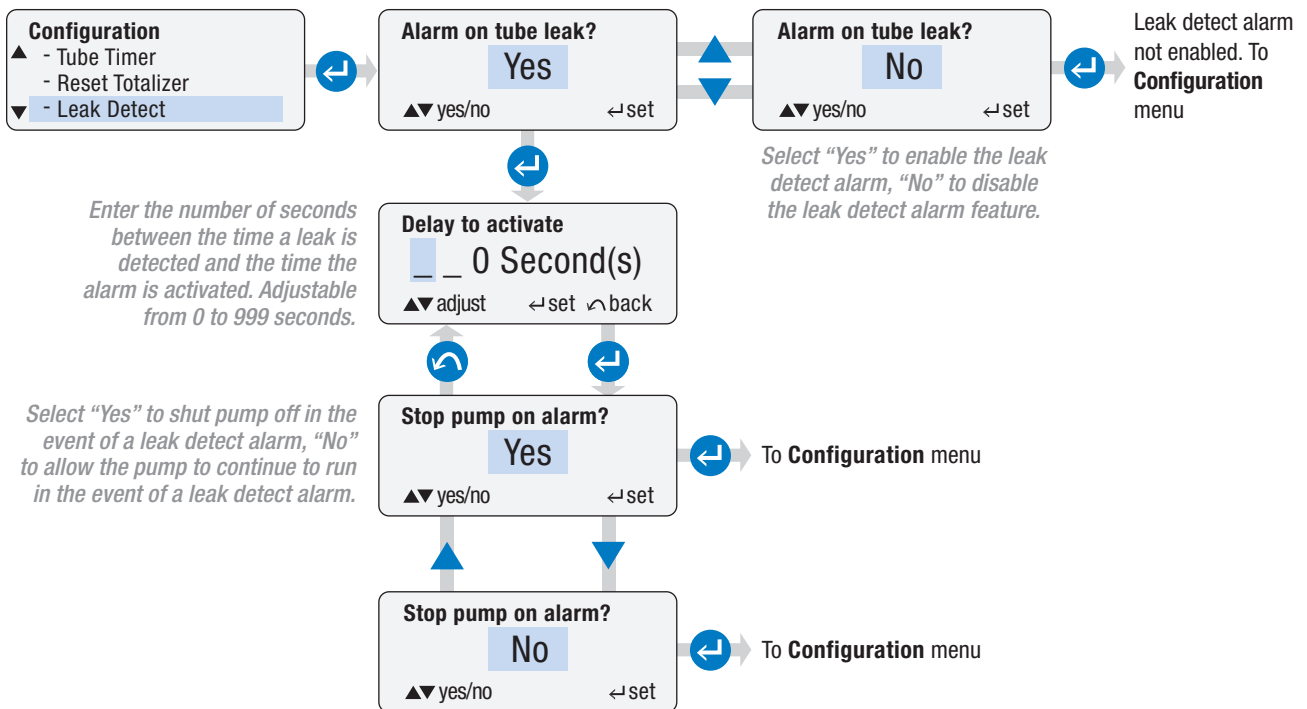 Configuration
- Tube Timer
- Reset Totalizer
- Leak Detect
Alarm on tube leak?
Yes
▲▼ yes/no ↵ set
Alarm on tube leak?
No
▲▼ yes/no ↵ set
Leak detect alarm
not enabled. To
Configuration
menu
Select “Yes” to enable the leak
detect alarm, “No” to disable
the leak detect alarm feature.
Enter the number of seconds
between the time a leak is
detected and the time the
alarm is activated. Adjustable
from 0 to 999 seconds.
Delay to activate
_ _ 0 Second(s)
▲▼ adjust ↵ set ↶ back
Select “Yes” to shut pump off in the
event of a leak detect alarm, “No”
to allow the pump to continue to run
in the event of a leak detect alarm.
Stop pump on alarm?
Yes
▲▼ yes/no ↵ set
To Configuration menu
Stop pump on alarm?
No
▲▼ yes/no ↵ set
To Configuration menu